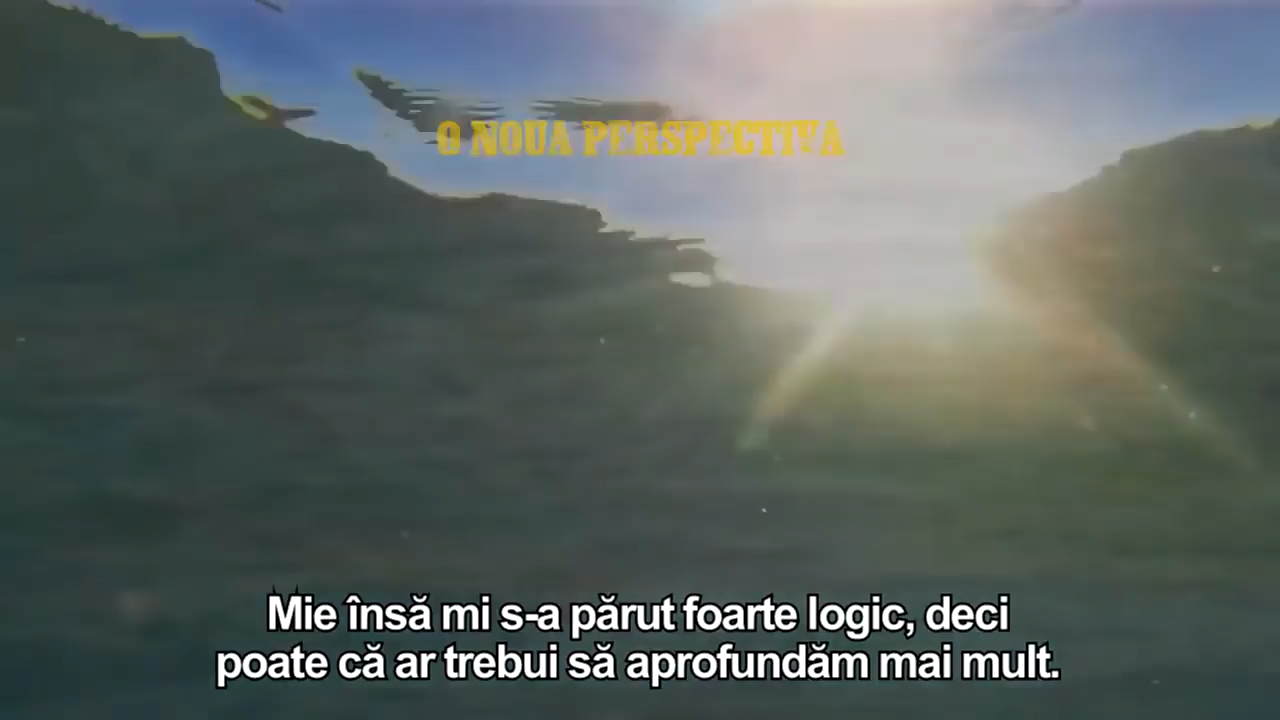 O NOUA PERSPECTIVA
Mie însă mi s-a părut foarte logic, deci
poate că ar trebui să aprofundăm mai mult.